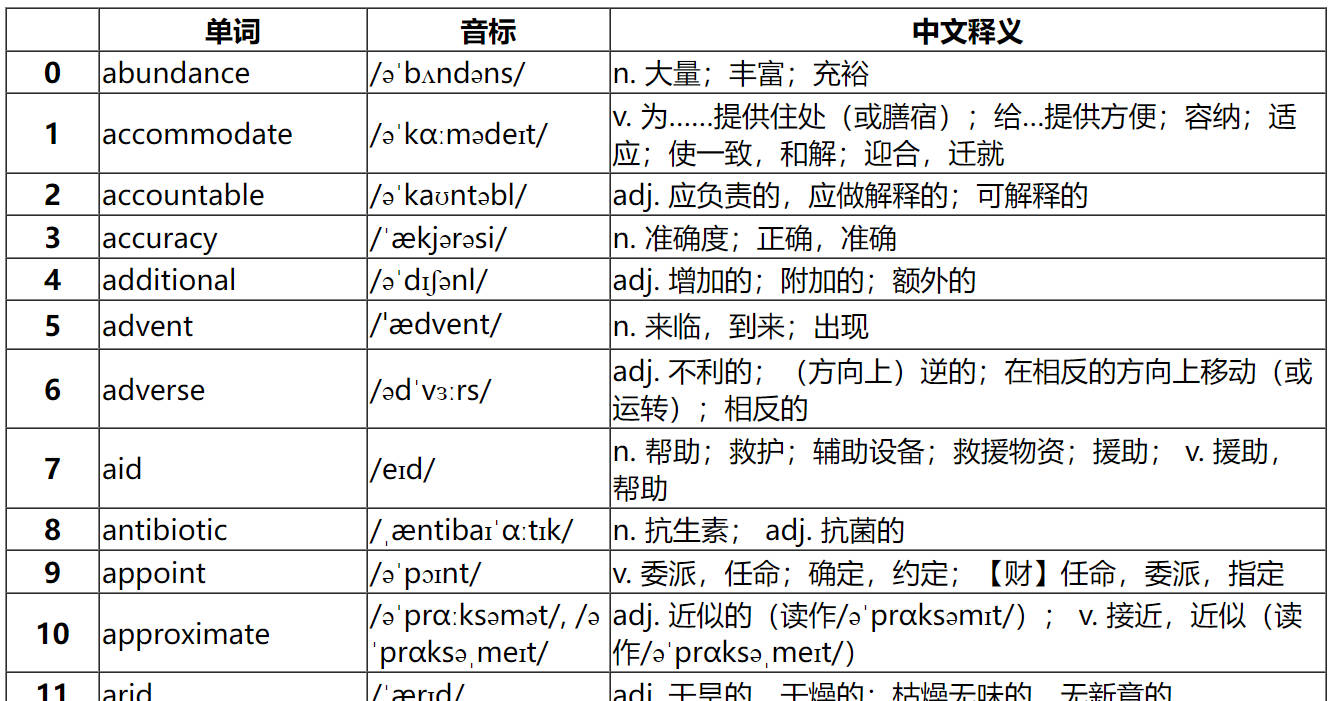 单词 音标 中文释义
0 abundance /əˈbʌndəns/ n. 大量；丰富；充裕
1 accommodate /əˈkɑːmədeɪt/ v. 为……提供住处（或膳宿）；给…提供方便；容纳；适
应；使一致，和解；迎合，迁就
2 accountable /əˈkaʊntəbl/ adj. 应负责的，应做解释的；可解释的
3 accuracy /ˈækjərəsi/ n. 准确度；正确，准确
4 additional /əˈdɪʃənl/ adj. 增加的；附加的；额外的
5 advent /ˈædvent/ n. 来临，到来；出现
6 adverse /ədˈvɜːrs/ adj. 不利的；（方向上）逆的；在相反的方向上移动（或
运转）；相反的
7 aid /eɪd/ n. 帮助；救护；辅助设备；救援物资；援助； v. 援助，
帮助
8 antibiotic /ˌæntibaɪˈɑːtɪk/ n. 抗生素； adj. 抗菌的
9 appoint /əˈpɔɪnt/ v. 委派，任命；确定，约定；【财】任命，委派，指定
10 approximate /əˈprɑːksəmət/, /ə adj. 近似的（读作/əˈprɑksəmɪt/）； v. 接近，近似（读
ˈprɑksəˌmeɪt/ 作/əˈprɑksəˌmeɪt/）
11 arid /ˈærɪd/ adj. 干旱的，干燥的；枯燥无味的，无新意的